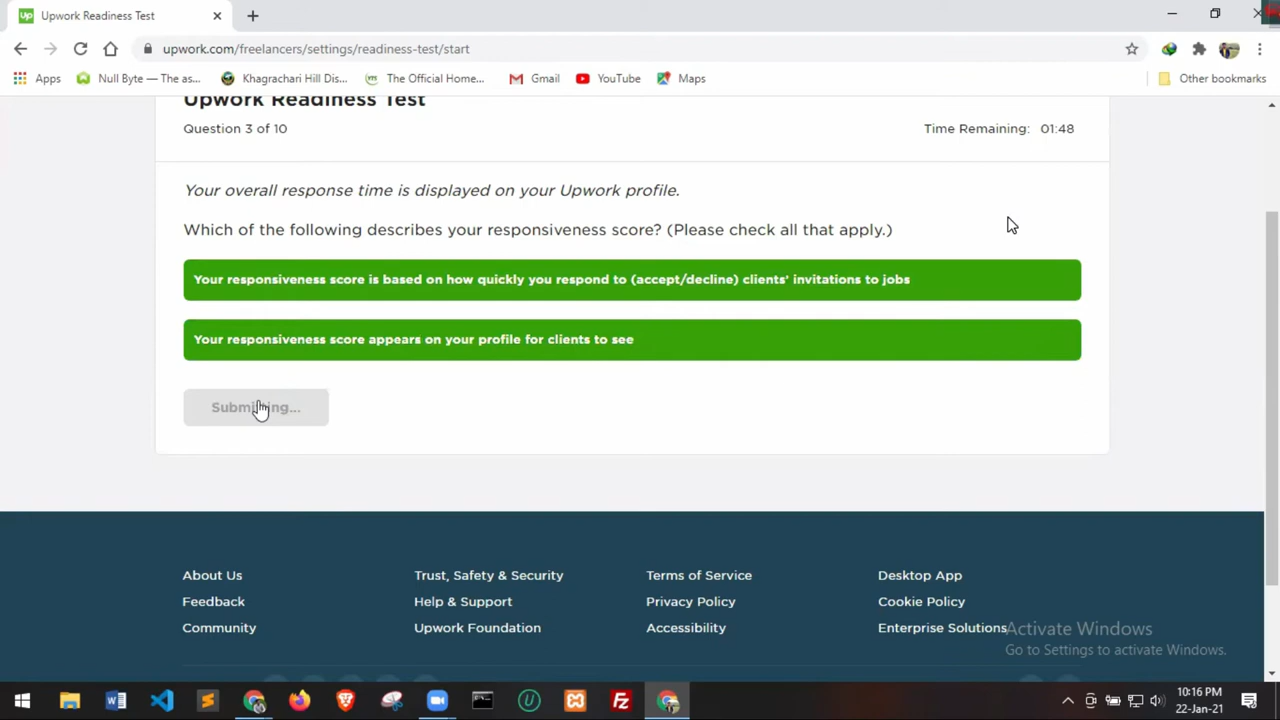 Upwork Readiness Test
upwork.com/freelancers/settings/readiness-test/start
Apps
Null Byte — The as...
Khagrachari Hill Dis...
The Official Home...
Gmail
YouTube
Maps
Other bookmarks
Upwork Readiness Test
Question 3 of 10
Time Remaining: 01:48
Your overall response time is displayed on your Upwork profile.
Which of the following describes your responsiveness score? (Please check all that apply.)
Your responsiveness score is based on how quickly you respond to (accept/decline) clients' invitations to jobs
Your responsiveness score appears on your profile for clients to see
Submitting...
About Us
Trust, Safety & Security
Terms of Service
Desktop App
Feedback
Help & Support
Privacy Policy
Cookie Policy
Community
Upwork Foundation
Accessibility
Enterprise Solutions
Activate Windows
Go to Settings to activate Windows.
10:16 PM
22-Jan-21